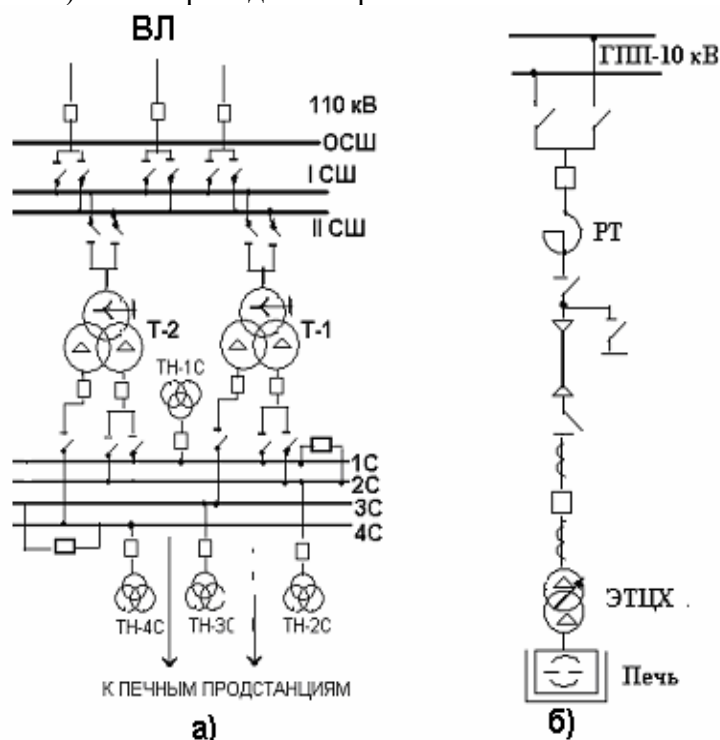 ВЛ
110 кВ
ОСШ
I СШ
II СШ
Т-2
Т-1
ТН-1С
1С
2С
3С
4С
ТН-4С
ТН-3С
ТН-2С
К ПЕЧНЫМ ПРОДСТАНЦИЯМ
а)
ГПП-10 кВ
РТ
ЭТЦХ
Печь
б)